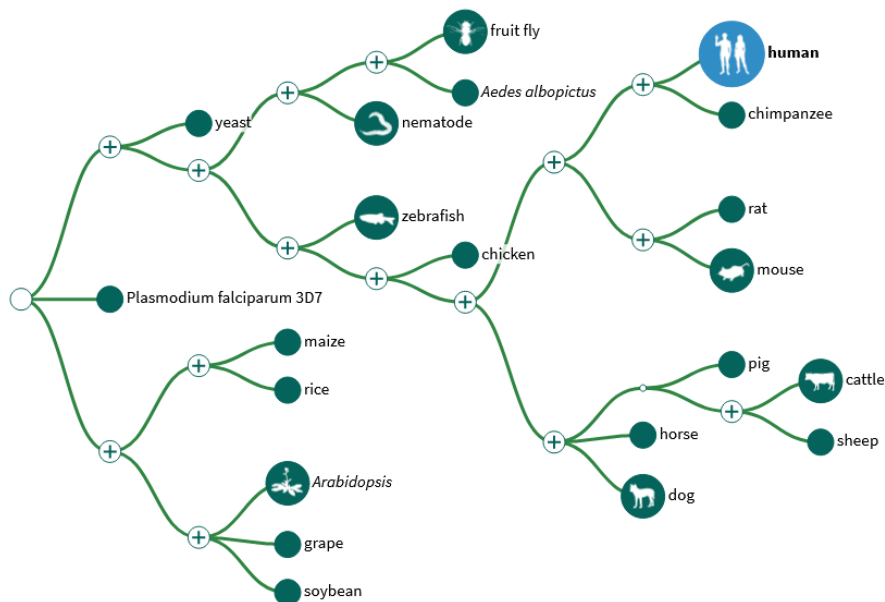 fruit fly
human
Aedes albopictus
chimpanzee
yeast
nematode
rat
zebrafish
chicken
mouse
Plasmodium falciparum 3D7
maize
pig
cattle
rice
horse
sheep
Arabidopsis
dog
grape
soybean